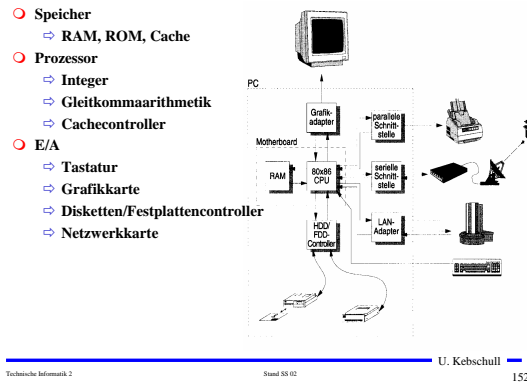 Speicher
RAM, ROM, Cache
Prozessor
Integer
Gleitkommaarithmetik
Cachecontroller
E/A
Tastatur
Grafikkarte
Disketten/Festplattencontroller
Netzwerkkarte
PC
Grafik-
adapter
parallele
Schnitt-
stelle
Motherboard
RAM
80x86
CPU
serielle
Schnitt-
stelle
LAN-
Adapter
HDD/
FDD-
Controller
U. Kebschull
Technische Informatik 2
Stand SS 02
152